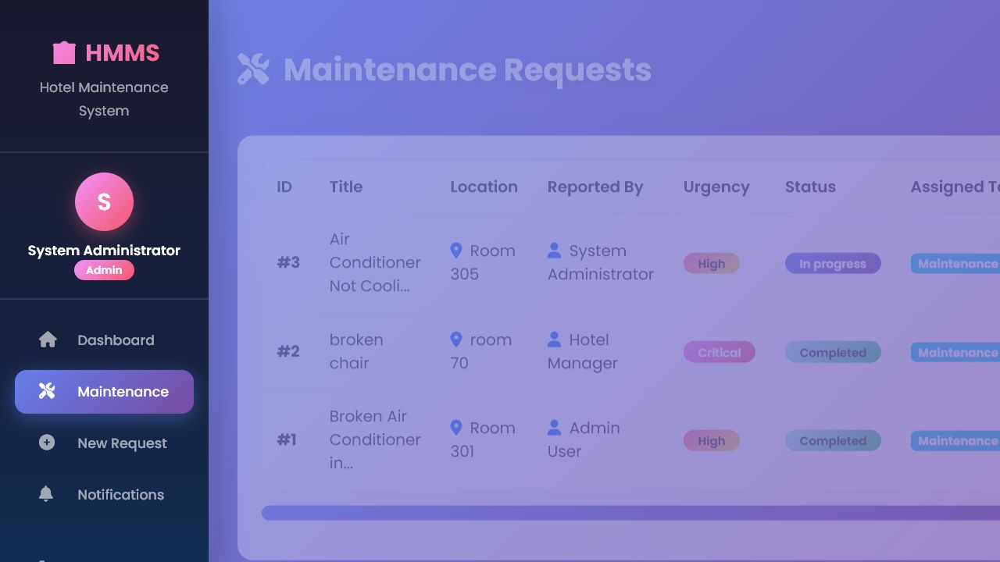 HMMS
Hotel Maintenance
System
S
System Administrator
Admin
Dashboard
Maintenance
New Request
Notifications
Maintenance Requests
ID Title Location Reported By Urgency Status Assigned To
#3 Air Conditioner Not Cooli... Room 305 System Administrator High In progress Maintenance
#2 broken chair room 70 Hotel Manager Critical Completed Maintenance
#1 Broken Air Conditioner in... Room 301 Admin User High Completed Maintenance